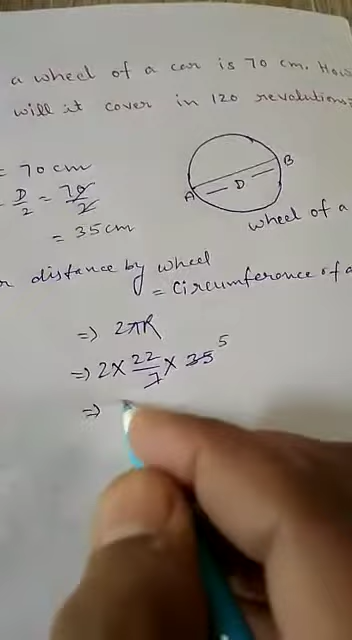 a wheel of a car is 70 cm. How
will it cover in 120 revolutions
= 70 cm
D/2 = 70/2
= 35 cm
A D B
wheel of a
distance by wheel
= Circumference of a
=> 2πR
=> 2 × 22/7 × 35 5
=>